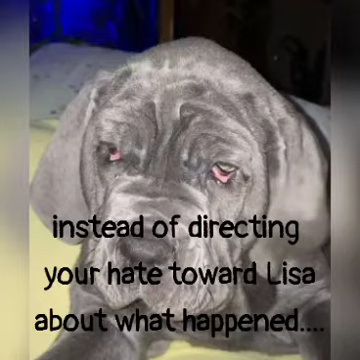 instead of directing
your hate toward Lisa
about what happened....